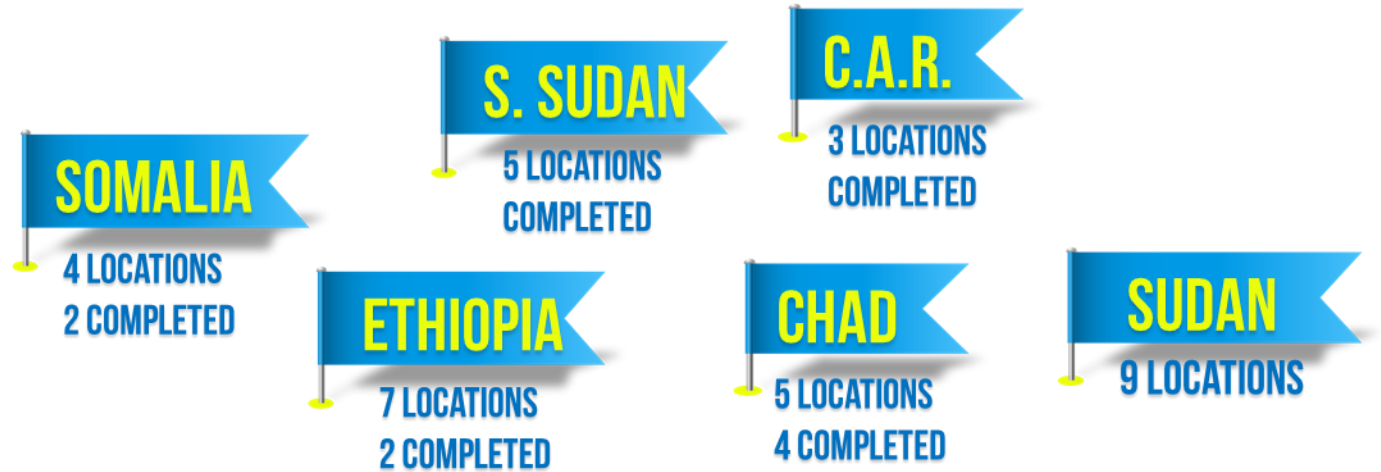 SOMALIA
4 LOCATIONS
2 COMPLETED
S. SUDAN
5 LOCATIONS
COMPLETED
C.A.R.
3 LOCATIONS
COMPLETED
ETHIOPIA
7 LOCATIONS
2 COMPLETED
CHAD
5 LOCATIONS
4 COMPLETED
SUDAN
9 LOCATIONS